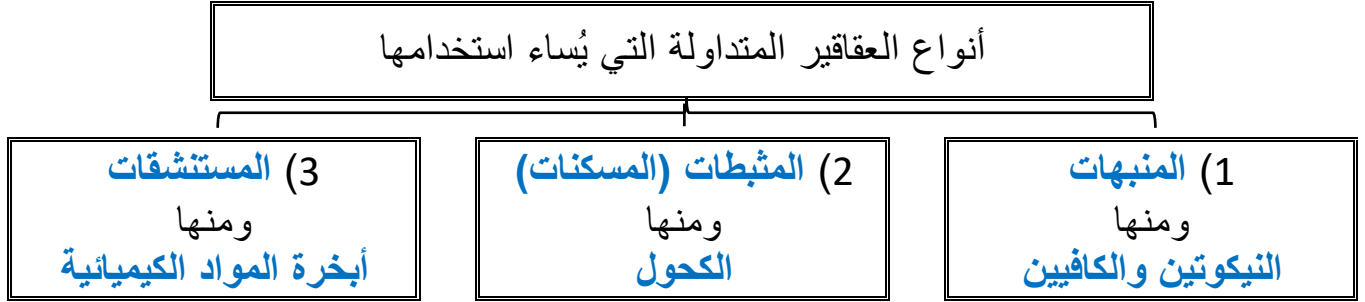 أنواع العقاقير المتداولة التي يُساء استخدامها
1) المنبهات
ومنها
النيكوتين والكافيين
2) المثبطات (المسكنات)
ومنها
الكحول
3) المستنشقات
ومنها
أبخرة المواد الكيميائية